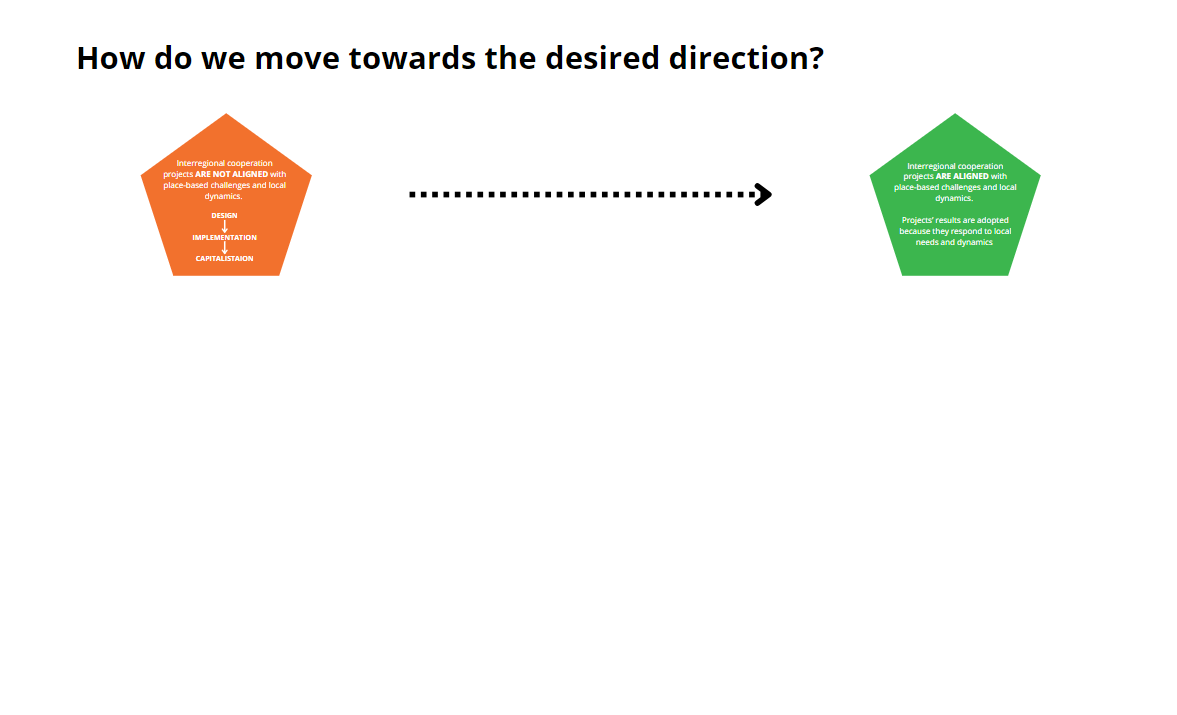 How do we move towards the desired direction?
Interregional cooperation
projects ARE NOT ALIGNED with
place-based challenges and local
dynamics.
DESIGN
IMPLEMENTATION
CAPITALISTAION
Interregional cooperation
projects ARE ALIGNED with
place-based challenges and local
dynamics.
Projects' results are adopted
because they respond to local
needs and dynamics